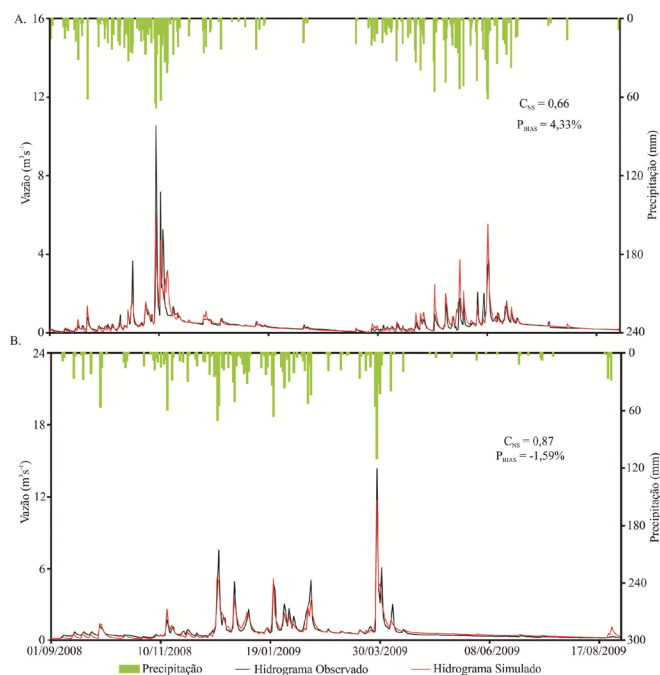 A.
16
12
8
4
0
Vazão (m³s⁻¹)
0
60
120
180
240
Precipitação (mm)
C_NS = 0,66
P_BIAS = 4,33%
B.
24
18
12
6
0
Vazão (m³s⁻¹)
0
60
120
180
240
300
Precipitação (mm)
C_NS = 0,87
P_BIAS = -1,59%
01/09/2008 10/11/2008 19/01/2009 30/03/2009 08/06/2009 17/08/2009
Precipitação Hidrograma Observado Hidrograma Simulado